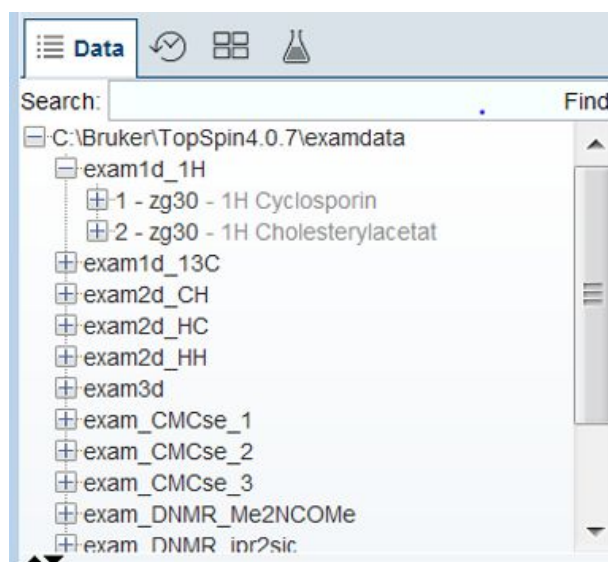 Data
Search: Find
C:\Bruker\TopSpin4.0.7\examdata
exam1d_1H
1 - zg30 - 1H Cyclosporin
2 - zg30 - 1H Cholesterylacetat
exam1d_13C
exam2d_CH
exam2d_HC
exam2d_HH
exam3d
exam_CMCse_1
exam_CMCse_2
exam_CMCse_3
exam_DNMR_Me2NCOMe
exam_DNMR_ipr2sic